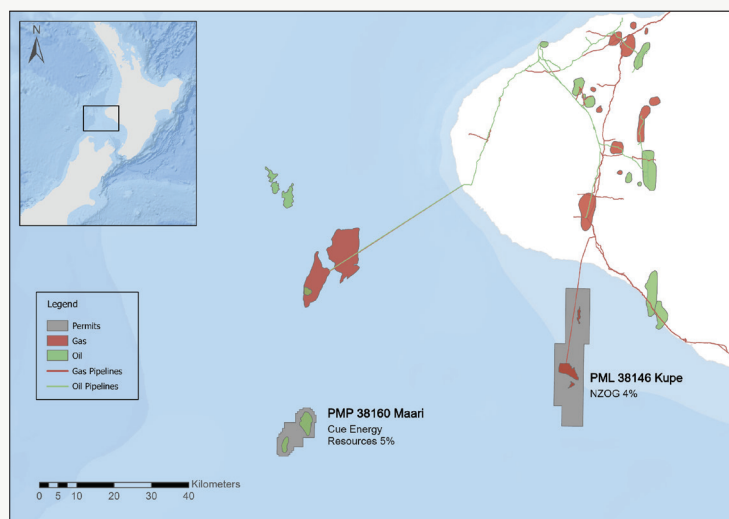 N
Legend
Permits
Gas
Oil
Gas Pipelines
Oil Pipelines
PMP 38160 Maari
Cue Energy
Resources 5%
PML 38146 Kupe
NZOG 4%
Kilometers
0 5 10 20 30 40